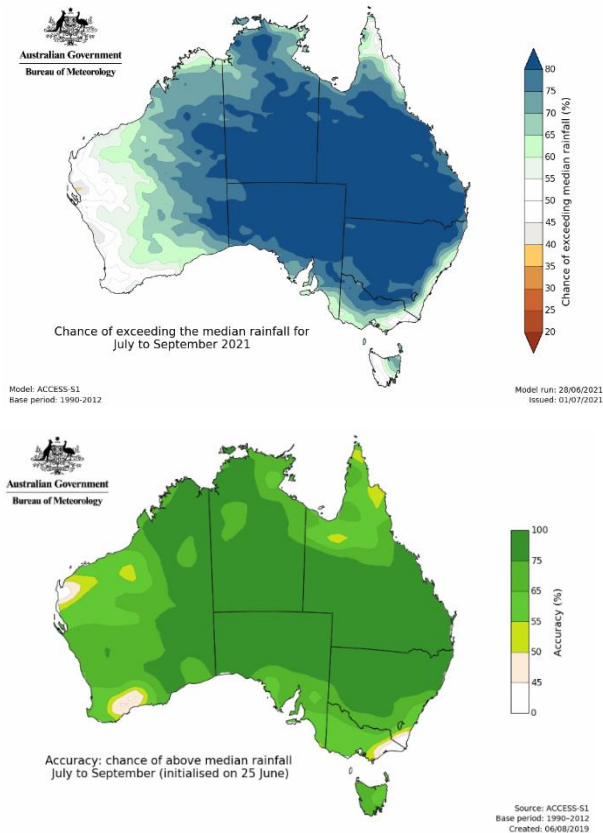 Australian Government
Bureau of Meteorology
80
75
70
65
60
55
50
45
40
35
30
25
20
Chance of exceeding median rainfall (%)
Chance of exceeding the median rainfall for
July to September 2021
Model: ACCESS-S1
Base period: 1990-2012
Model run: 28/06/2021
Issued: 01/07/2021
Australian Government
Bureau of Meteorology
100
75
65
55
50
45
0
Accuracy (%)
Accuracy: chance of above median rainfall
July to September (initialised on 25 June)
Source: ACCESS-S1
Base period: 1990–2012
Created: 06/08/2019